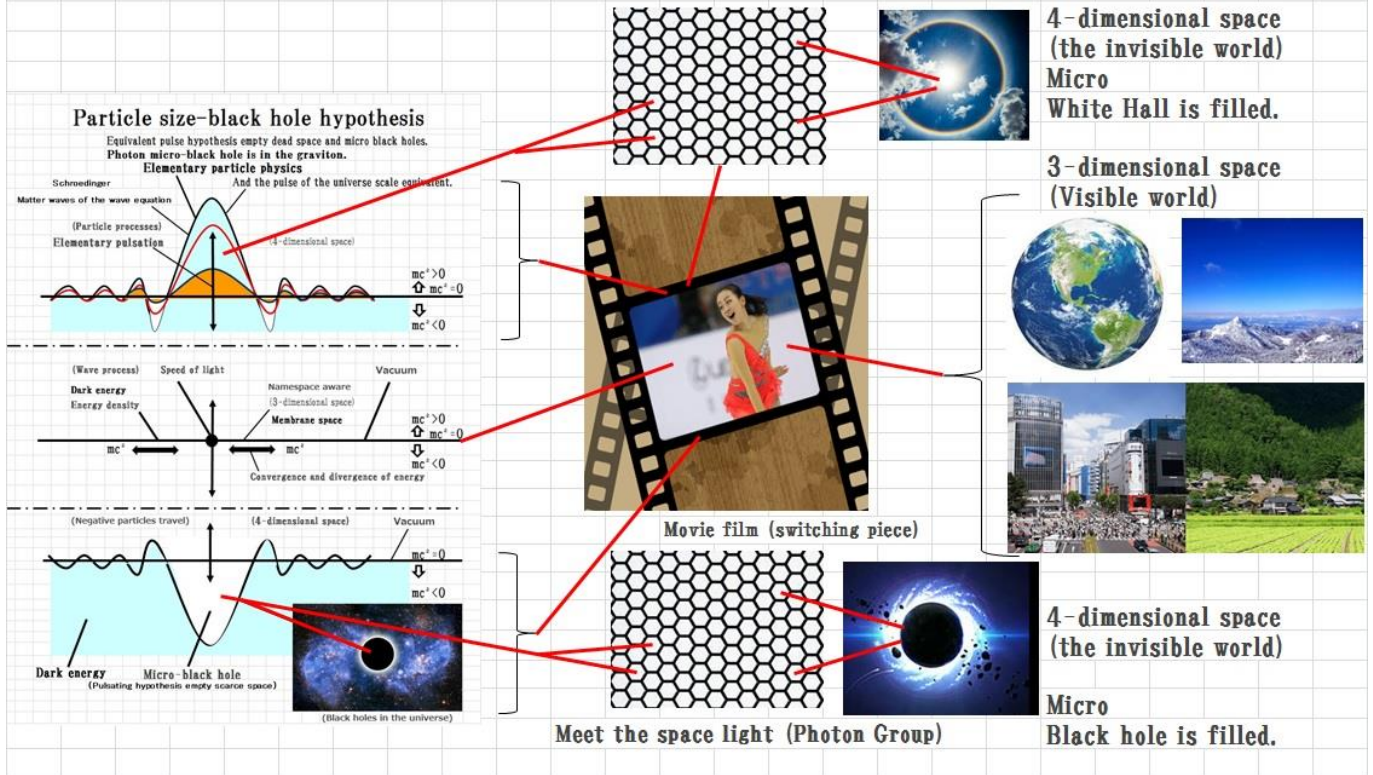 Particle size-black hole hypothesis
Equivalent pulse hypothesis empty dead space and micro black holes.
Photon micro-black hole is in the graviton.
Elementary particle physics
Schroedinger
And the pulse of the universe scale equivalent.
Matter waves of the wave equation
(Particle processes)
Elementary pulsation
(4-dimensional space)
mc²>0
mc²=0
mc²<0
(Wave process)
Speed of light
Namespace aware
Vacuum
Dark energy
(3-dimensional space)
Energy density
Membrane space
mc²>0
mc²=0
mc²
mc²
mc²<0
Convergence and divergence of energy
(Negative particles travel)
(4-dimensional space)
Vacuum
mc²=0
mc²<0
Dark energy
Micro-black hole
(Pulsating hypothesis empty scarce space)
(Black holes in the universe)
Movie film (switching piece)
Meet the space light (Photon Group)
4-dimensional space
(the invisible world)
Micro
White Hall is filled.
3-dimensional space
(Visible world)
4-dimensional space
(the invisible world)
Micro
Black hole is filled.